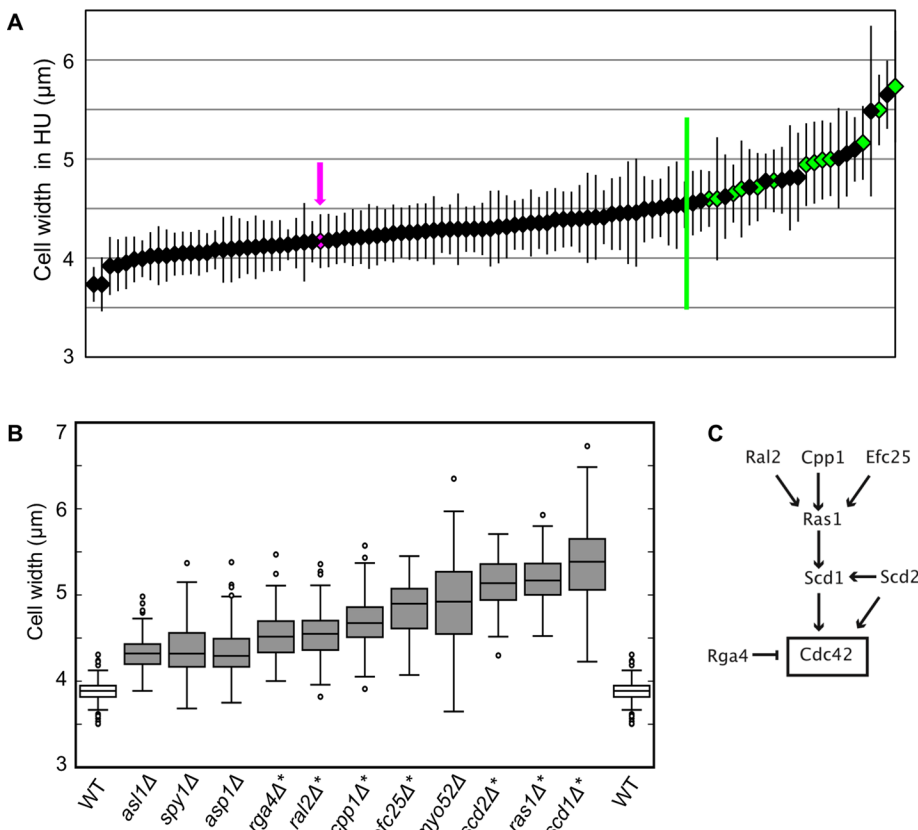 A
Cell width in HU (μm)
6
5
4
3
B
Cell width (μm)
7
6
5
4
3
WT
asl1Δ
spy1Δ
asp1Δ
rga4Δ*
ral2Δ*
cpp1Δ*
efc25Δ*
myo52Δ
scd2Δ*
ras1Δ*
scd1Δ*
WT
C
Ral2 Cpp1 Efc25
Ras1
Scd1 Scd2
Rga4 Cdc42